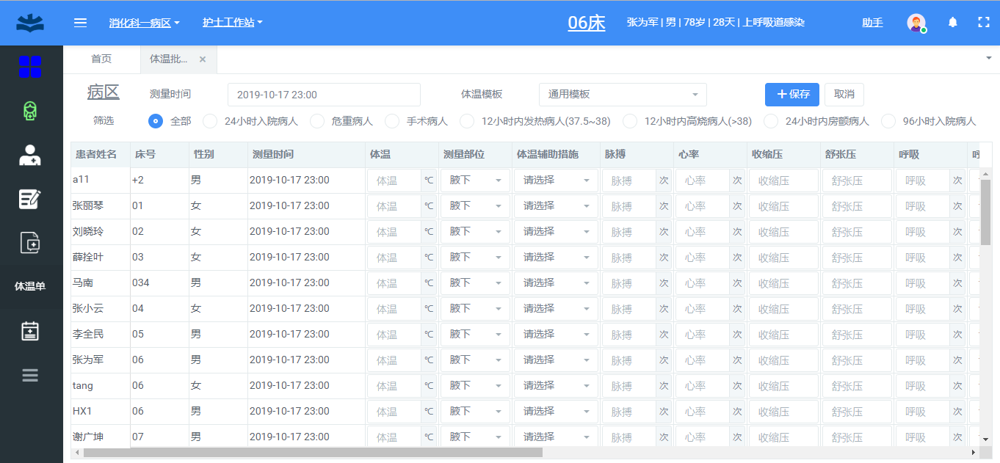 消化科一病区 护士工作站 06床 张为军 | 男 | 78岁 | 28天 | 上呼吸道感染 助手
首页 体温批... ×
病区 测量时间 2019-10-17 23:00 体温模板 通用模板 +保存 取消
筛选 全部 24小时入院病人 危重病人 手术病人 12小时内发热病人(37.5~38) 12小时内高烧病人(>38) 24小时内房颤病人 96小时入院病人
患者姓名 床号 性别 测量时间 体温 测量部位 体温辅助措施 脉搏 心率 收缩压 舒张压 呼吸
a11 +2 男 2019-10-17 23:00 体温 ℃ 腋下 请选择 脉搏 次 心率 次 收缩压 舒张压 呼吸 次
张丽琴 01 女 2019-10-17 23:00 体温 ℃ 腋下 请选择 脉搏 次 心率 次 收缩压 舒张压 呼吸 次
刘晓玲 02 女 2019-10-17 23:00 体温 ℃ 腋下 请选择 脉搏 次 心率 次 收缩压 舒张压 呼吸 次
薛拴叶 03 女 2019-10-17 23:00 体温 ℃ 腋下 请选择 脉搏 次 心率 次 收缩压 舒张压 呼吸 次
马南 034 男 2019-10-17 23:00 体温 ℃ 腋下 请选择 脉搏 次 心率 次 收缩压 舒张压 呼吸 次
体温单
张小云 04 女 2019-10-17 23:00 体温 ℃ 腋下 请选择 脉搏 次 心率 次 收缩压 舒张压 呼吸 次
李全民 05 男 2019-10-17 23:00 体温 ℃ 腋下 请选择 脉搏 次 心率 次 收缩压 舒张压 呼吸 次
张为军 06 男 2019-10-17 23:00 体温 ℃ 腋下 请选择 脉搏 次 心率 次 收缩压 舒张压 呼吸 次
tang 06 女 2019-10-17 23:00 体温 ℃ 腋下 请选择 脉搏 次 心率 次 收缩压 舒张压 呼吸 次
HX1 06 男 2019-10-17 23:00 体温 ℃ 腋下 请选择 脉搏 次 心率 次 收缩压 舒张压 呼吸 次
谢广坤 07 男 2019-10-17 23:00 体温 ℃ 腋下 请选择 脉搏 次 心率 次 收缩压 舒张压 呼吸 次